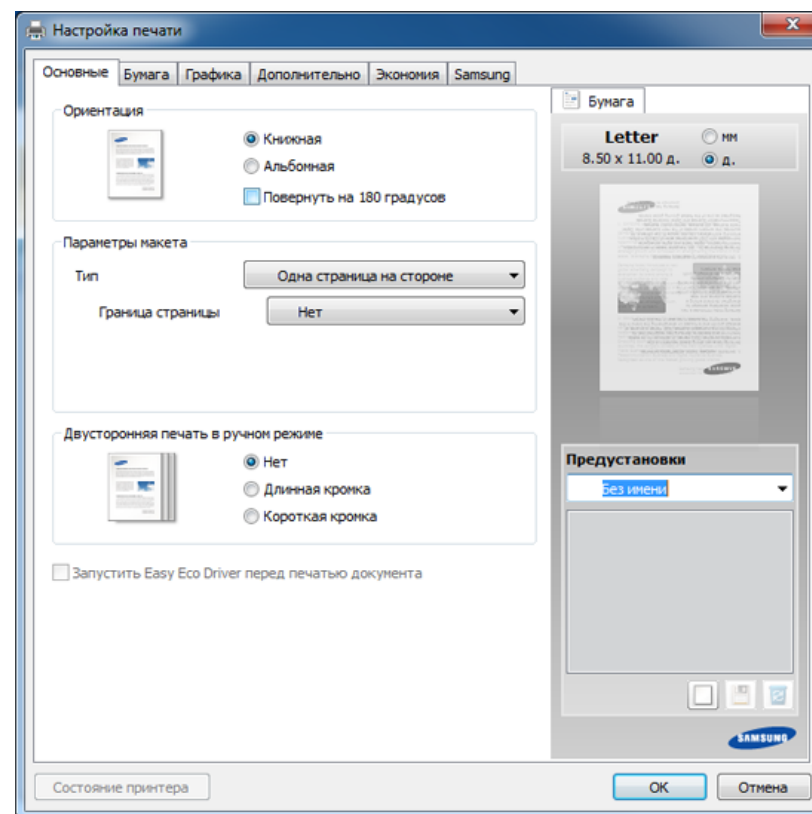 Настройка печати
Основные Бумага Графика Дополнительно Экономия Samsung
Ориентация
Книжная
Альбомная
Повернуть на 180 градусов
Параметры макета
Тип Одна страница на стороне
Граница страницы Нет
Двусторонняя печать в ручном режиме
Нет
Длинная кромка
Короткая кромка
Запустить Easy Eco Driver перед печатью документа
Бумага
Letter мм
8.50 x 11.00 д. д.
SAMSUNG
Предустановки
Без имени
SAMSUNG
Состояние принтера OK Отмена